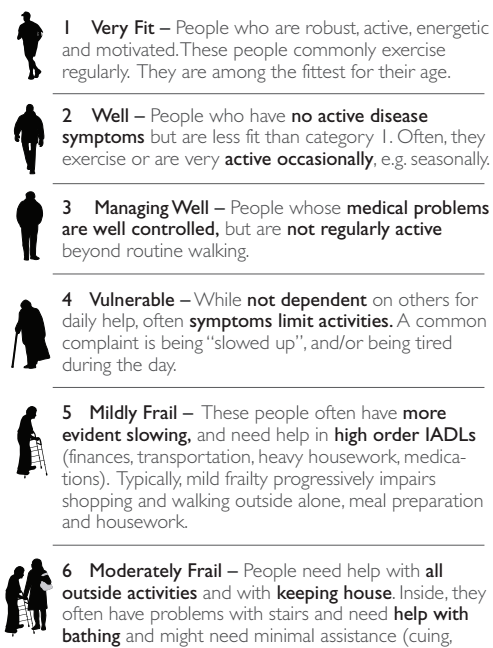 1 Very Fit – People who are robust, active, energetic
and motivated. These people commonly exercise
regularly. They are among the fittest for their age.
2 Well – People who have no active disease
symptoms but are less fit than category 1. Often, they
exercise or are very active occasionally, e.g. seasonally.
3 Managing Well – People whose medical problems
are well controlled, but are not regularly active
beyond routine walking.
4 Vulnerable – While not dependent on others for
daily help, often symptoms limit activities. A common
complaint is being “slowed up”, and/or being tired
during the day.
5 Mildly Frail – These people often have more
evident slowing, and need help in high order IADLs
(finances, transportation, heavy housework, medica-
tions). Typically, mild frailty progressively impairs
shopping and walking outside alone, meal preparation
and housework.
6 Moderately Frail – People need help with all
outside activities and with keeping house. Inside, they
often have problems with stairs and need help with
bathing and might need minimal assistance (cuing,